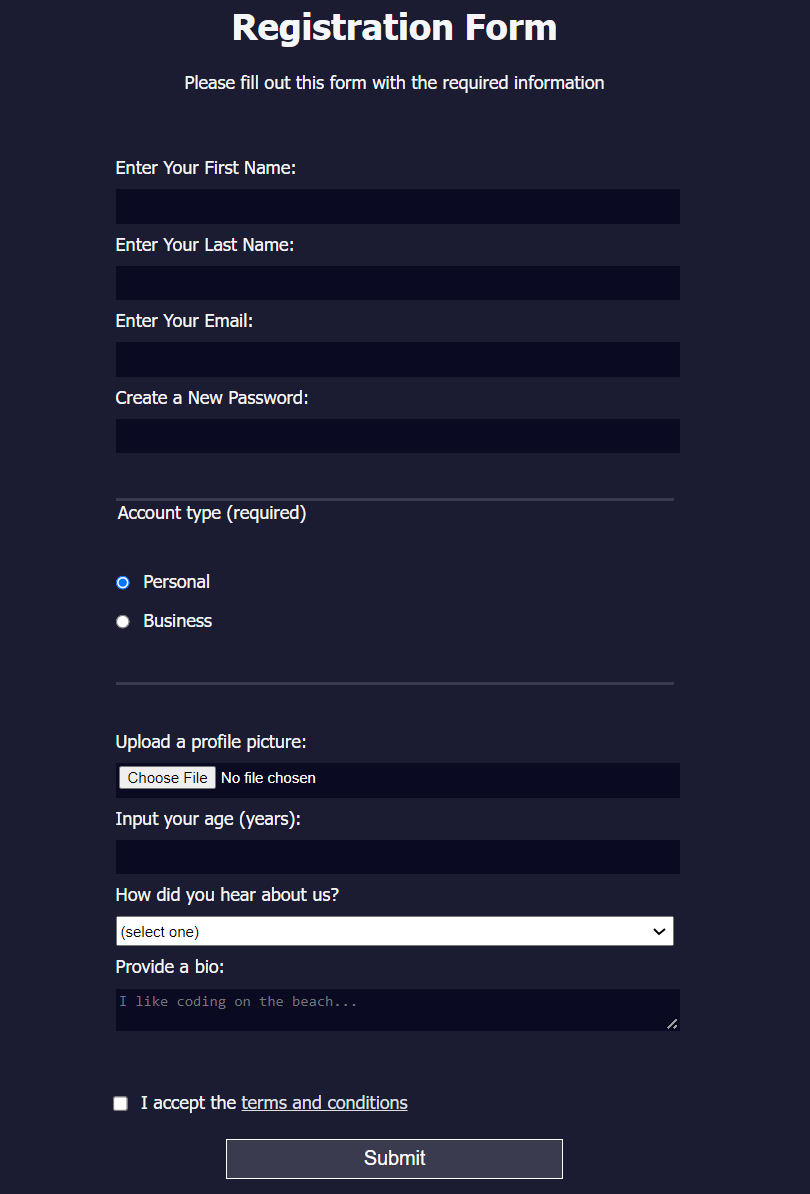 Registration Form
Please fill out this form with the required information
Enter Your First Name:
Enter Your Last Name:
Enter Your Email:
Create a New Password:
Account type (required)
Personal
Business
Upload a profile picture:
Choose File No file chosen
Input your age (years):
How did you hear about us?
(select one)
Provide a bio:
I like coding on the beach...
I accept the terms and conditions
Submit